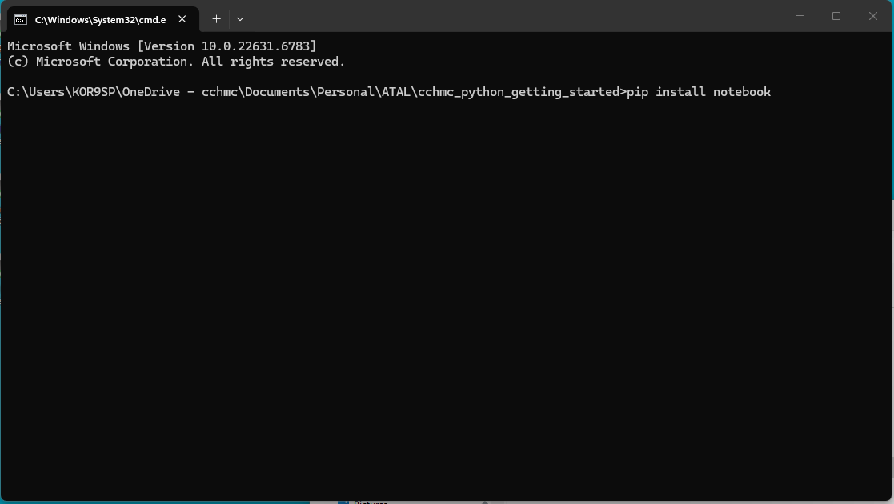 C:\Windows\System32\cmd.e
Microsoft Windows [Version 10.0.22631.6783]
(c) Microsoft Corporation. All rights reserved.
C:\Users\KOR9SP\OneDrive - cchmc\Documents\Personal\ATAL\cchmc_python_getting_started>pip install notebook